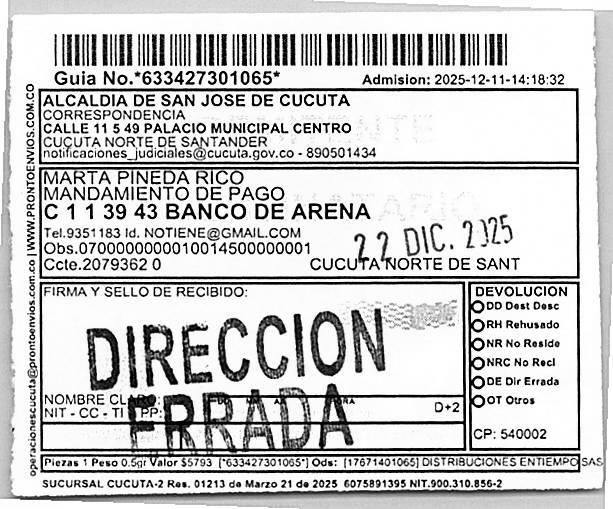 Guia No.*633427301065*
Admision: 2025-12-11-14:18:32
ALCALDIA DE SAN JOSE DE CUCUTA
CORRESPONDENCIA
CALLE 11 5 49 PALACIO MUNICIPAL CENTRO
CUCUTA NORTE DE SANTANDER
notificaciones_judiciales@cucuta.gov.co - 890501434
MARTA PINEDA RICO
MANDAMIENTO DE PAGO
C 1 1 39 43 BANCO DE ARENA
Tel.9351183 Id. NOTIENE@GMAIL.COM
Obs.07000000000010014500000001
22 DIC. 2025
Ccte.2079362 0
CUCUTA NORTE DE SANT
FIRMA Y SELLO DE RECIBIDO:
DIRECCION
ERRADA
NOMBRE CLARO:
NIT - CC - TI PP:
D+2
DEVOLUCION
DD Dest Desc
RH Rehusado
NR No Reside
NRC No Recl
DE Dir Errada
OT Otros
CP: 540002
Piezas 1 Peso 0.5gr Valor $5793 [*633427301065*] Ods: [17671401065] DISTRIBUCIONES ENTIEMPO SAS
SUCURSAL CUCUTA-2 Res. 01213 de Marzo 21 de 2025 6075891395 NIT.900.310.856-2
operacionescucuta@prontoenvios.com.co | WWW.PRONTOENVIOS.COM.CO